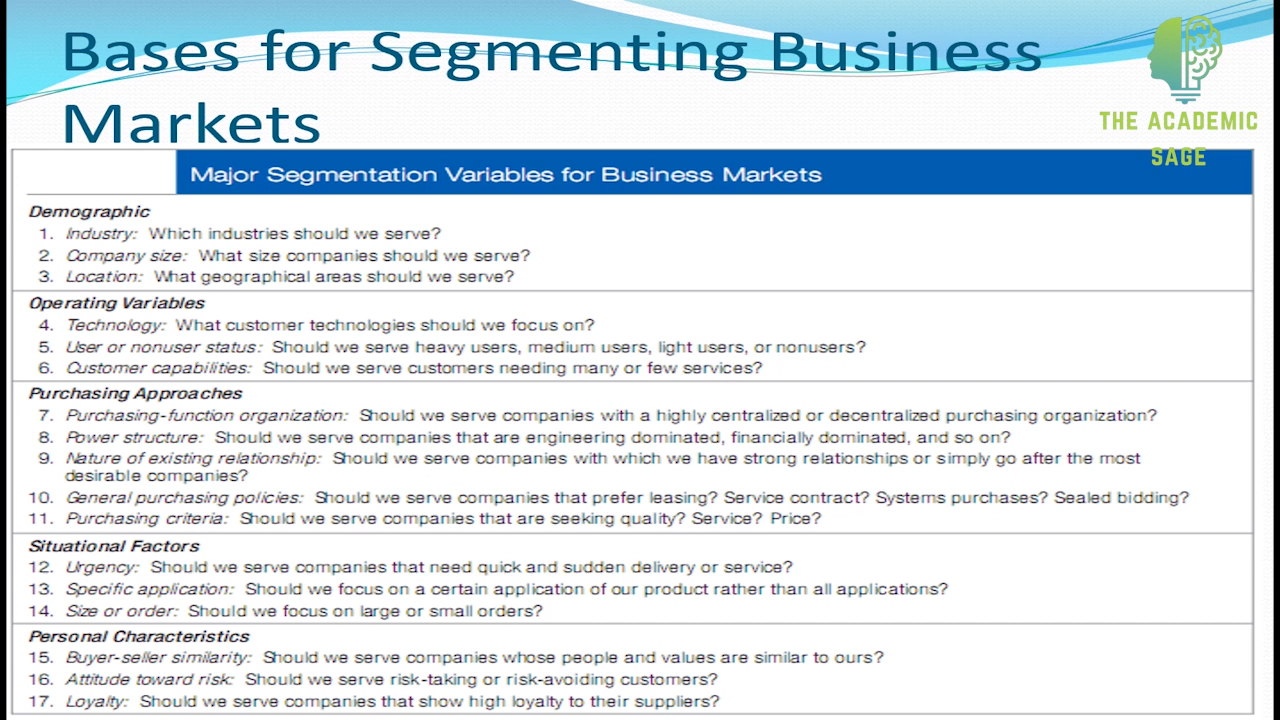 Bases for Segmenting Business
Markets
THE ACADEMIC
SAGE
Major Segmentation Variables for Business Markets
Demographic
1. Industry: Which industries should we serve?
2. Company size: What size companies should we serve?
3. Location: What geographical areas should we serve?
Operating Variables
4. Technology: What customer technologies should we focus on?
5. User or nonuser status: Should we serve heavy users, medium users, light users, or nonusers?
6. Customer capabilities: Should we serve customers needing many or few services?
Purchasing Approaches
7. Purchasing-function organization: Should we serve companies with a highly centralized or decentralized purchasing organization?
8. Power structure: Should we serve companies that are engineering dominated, financially dominated, and so on?
9. Nature of existing relationship: Should we serve companies with which we have strong relationships or simply go after the most
desirable companies?
10. General purchasing policies: Should we serve companies that prefer leasing? Service contract? Systems purchases? Sealed bidding?
11. Purchasing criteria: Should we serve companies that are seeking quality? Service? Price?
Situational Factors
12. Urgency: Should we serve companies that need quick and sudden delivery or service?
13. Specific application: Should we focus on a certain application of our product rather than all applications?
14. Size or order: Should we focus on large or small orders?
Personal Characteristics
15. Buyer-seller similarity: Should we serve companies whose people and values are similar to ours?
16. Attitude toward risk: Should we serve risk-taking or risk-avoiding customers?
17. Loyalty: Should we serve companies that show high loyalty to their suppliers?